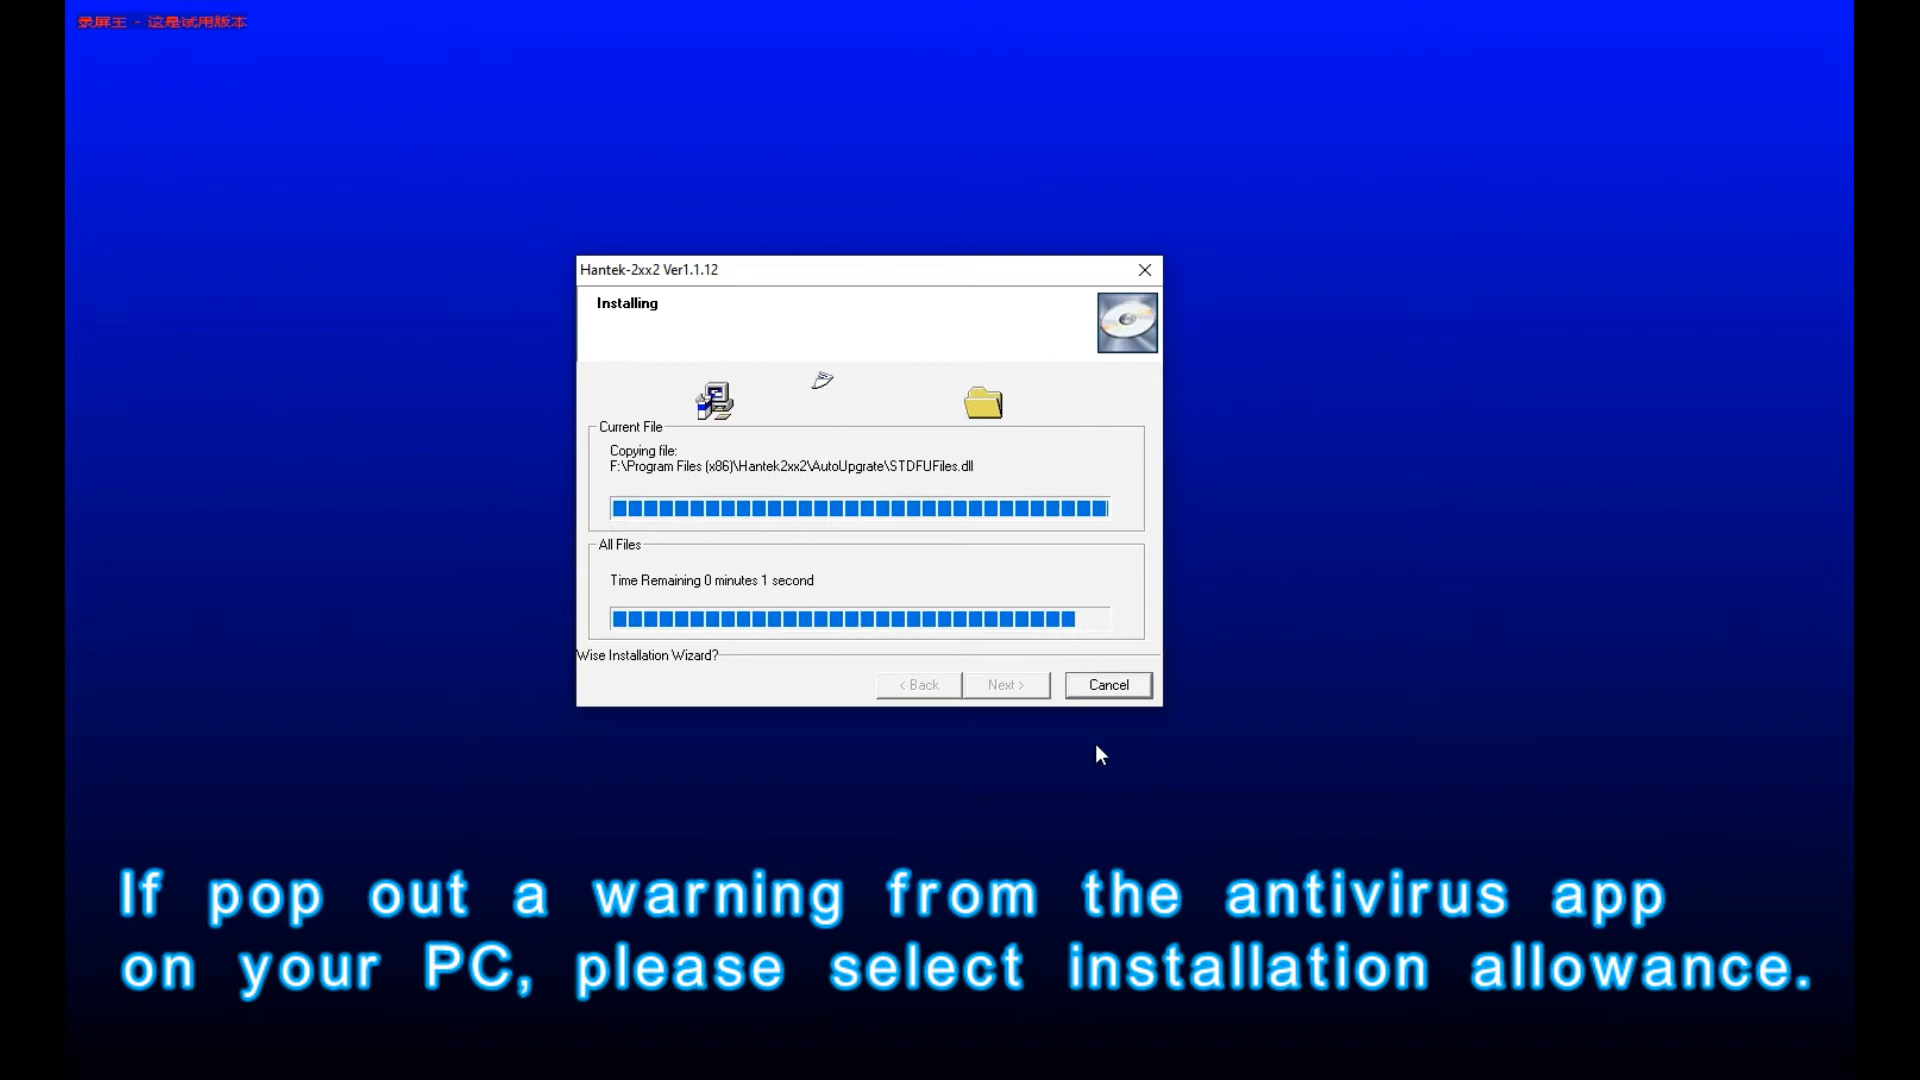 录屏王 - 这是试用版本
Hantek-2xx2 Ver1.1.12
Installing
Current File
Copying file:
F:\Program Files (x86)\Hantek2xx2\AutoUpgrate\STDFUFiles.dll
All Files
Time Remaining 0 minutes 1 second
Wise Installation Wizard?
< Back
Next >
Cancel
If pop out a warning from the antivirus app
on your PC, please select installation allowance.